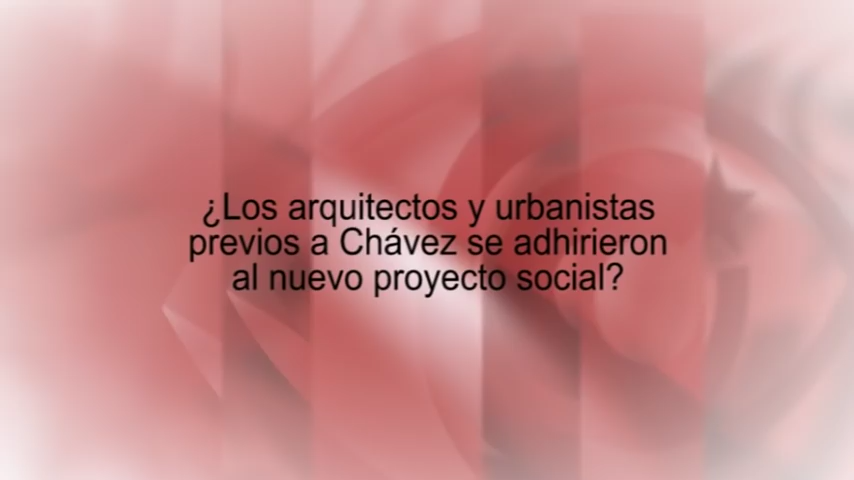 ¿Los arquitectos y urbanistas
previos a Chávez se adhirieron
al nuevo proyecto social?